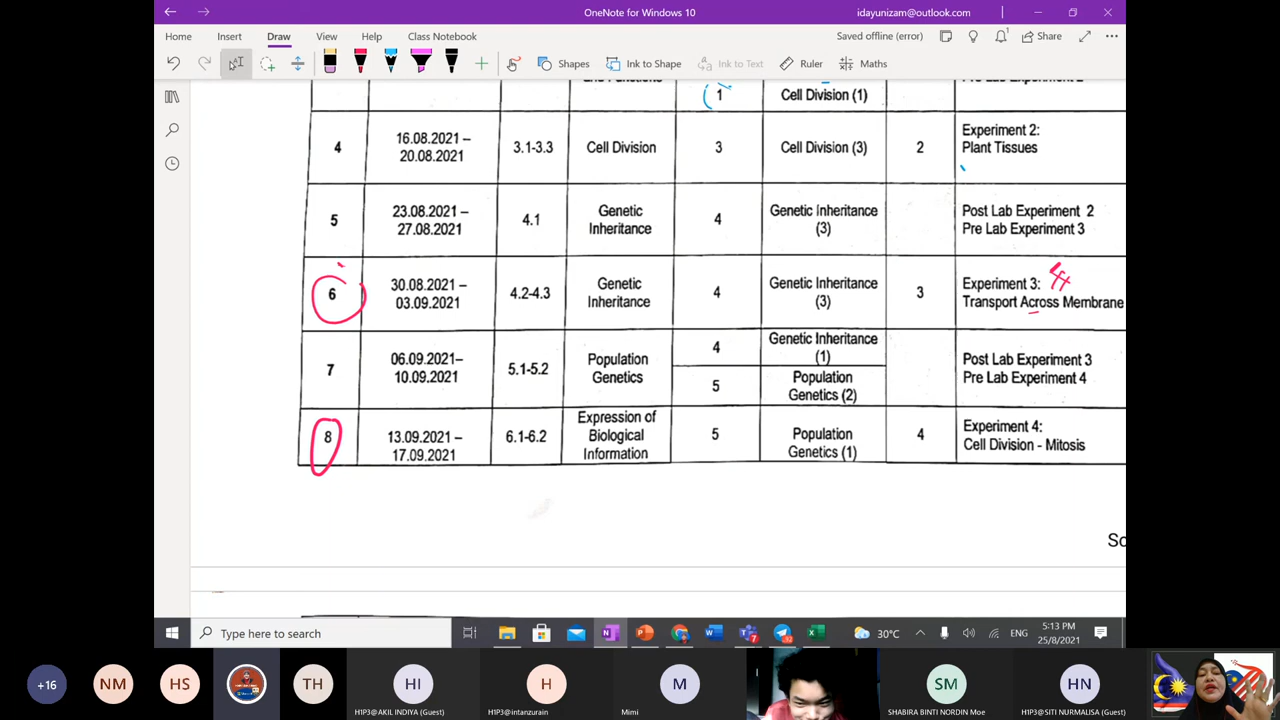 OneNote for Windows 10
idayunizam@outlook.com
Home
Insert
Draw
View
Help
Class Notebook
Saved offline (error)
Share
Shapes
Ink to Shape
Ink to Text
Ruler
Maths
1
Cell Division (1)
4
16.08.2021 –
20.08.2021
3.1-3.3
Cell Division
3
Cell Division (3)
2
Experiment 2:
Plant Tissues
5
23.08.2021 –
27.08.2021
4.1
Genetic
Inheritance
4
Genetic Inheritance
(3)
Post Lab Experiment 2
Pre Lab Experiment 3
6
30.08.2021 –
03.09.2021
4.2-4.3
Genetic
Inheritance
4
Genetic Inheritance
(3)
3
Experiment 3:
Transport Across Membrane
7
06.09.2021–
10.09.2021
5.1-5.2
Population
Genetics
4
Genetic Inheritance
(1)
5
Population
Genetics (2)
Post Lab Experiment 3
Pre Lab Experiment 4
8
13.09.2021 –
17.09.2021
6.1-6.2
Expression of
Biological
Information
5
Population
Genetics (1)
4
Experiment 4:
Cell Division - Mitosis
Type here to search
30°C
ENG
5:13 PM
25/8/2021
+16
NM
HS
TH
HI
H
M
SM
HN
H1P3@AKIL INDIYA (Guest)
H1P3@intanzurain
Mimi
SHABIRA BINTI NORDIN Moe
H1P3@SITI NURMALISA (Guest)